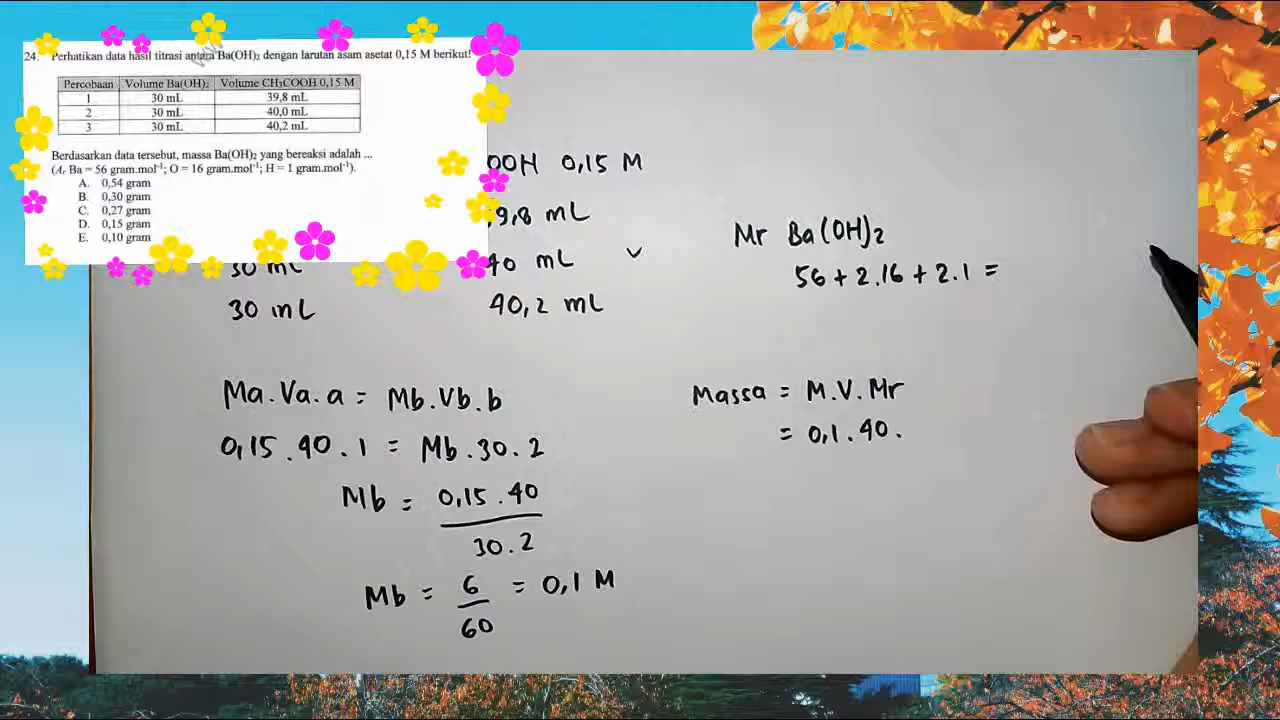 24. Perhatikan data hasil titrasi antara Ba(OH)₂ dengan larutan asam asetat 0,15 M berikut!
Percobaan Volume Ba(OH)₂ Volume CH₃COOH 0,15 M
1 30 mL 39,8 mL
2 30 mL 40,0 mL
3 30 mL 40,2 mL
Berdasarkan data tersebut, massa Ba(OH)₂ yang bereaksi adalah ...
(Aᵣ Ba = 56 gram.mol⁻¹; O = 16 gram.mol⁻¹; H = 1 gram.mol⁻¹).
A. 0,54 gram
B. 0,30 gram
C. 0,27 gram
D. 0,15 gram
E. 0,10 gram
OOH 0,15 M
9,8 mL
30 mL 40 mL ✓
30 mL 40,2 mL
Ma.Va.a = Mb.Vb.b
0,15.40.1 = Mb.30.2
Mb = 0,15.40
30.2
Mb = 6 = 0,1 M
60
Mr Ba(OH)₂
56 + 2.16 + 2.1 =
Massa = M.V.Mr
= 0,1.40.